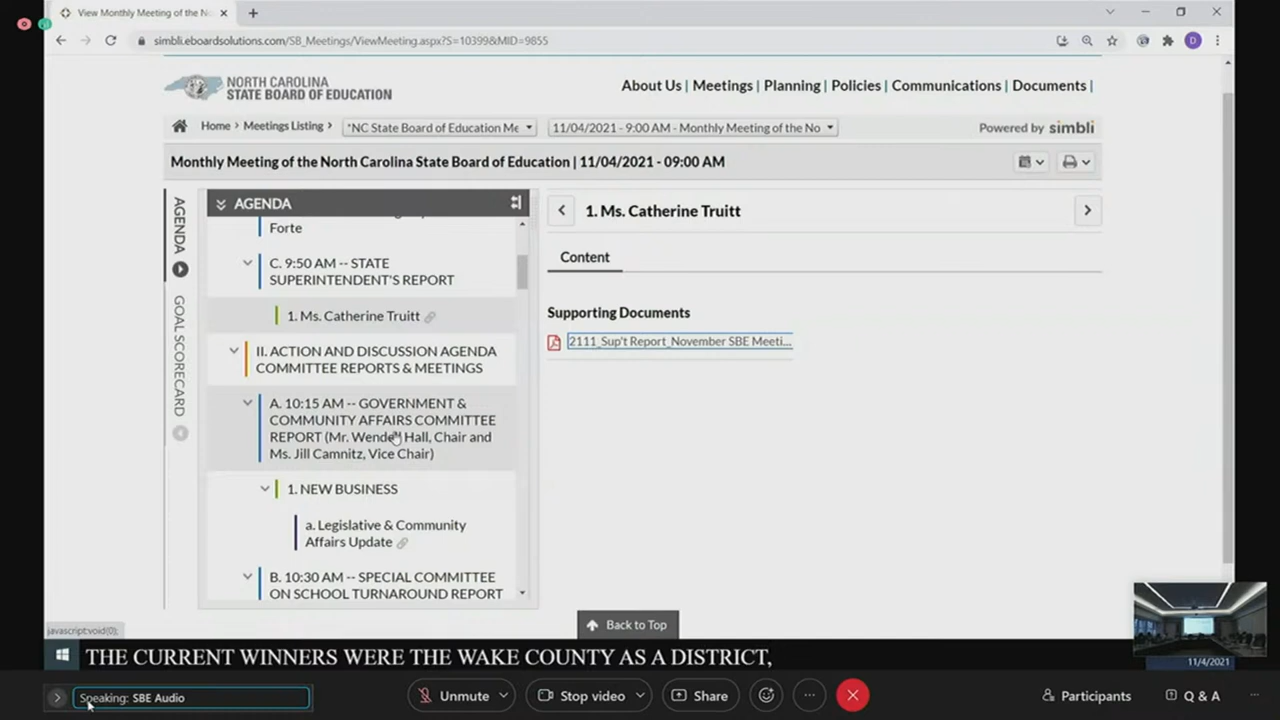 View Monthly Meeting of the N
simbli.eboardsolutions.com/SB_Meetings/ViewMeeting.aspx?S=10399&MID=9855
D
NORTH CAROLINA
STATE BOARD OF EDUCATION
About Us | Meetings | Planning | Policies | Communications | Documents |
Home > Meetings Listing > *NC State Board of Education Me 11/04/2021 - 9:00 AM - Monthly Meeting of the No Powered by simbli
Monthly Meeting of the North Carolina State Board of Education | 11/04/2021 - 09:00 AM
AGENDA
GOAL SCORECARD
AGENDA
Forte
C. 9:50 AM -- STATE
SUPERINTENDENT'S REPORT
1. Ms. Catherine Truitt
II. ACTION AND DISCUSSION AGENDA
COMMITTEE REPORTS & MEETINGS
A. 10:15 AM -- GOVERNMENT &
COMMUNITY AFFAIRS COMMITTEE
REPORT (Mr. Wendell Hall, Chair and
Ms. Jill Camnitz, Vice Chair)
1. NEW BUSINESS
a. Legislative & Community
Affairs Update
B. 10:30 AM -- SPECIAL COMMITTEE
ON SCHOOL TURNAROUND REPORT
1. Ms. Catherine Truitt
Content
Supporting Documents
2111_Sup't Report_November SBE Meeti...
Back to Top
javascript:void(0);
THE CURRENT WINNERS WERE THE WAKE COUNTY AS A DISTRICT,
11/4/2021
Speaking: SBE Audio
Unmute
Stop video
Share
Participants
Q & A